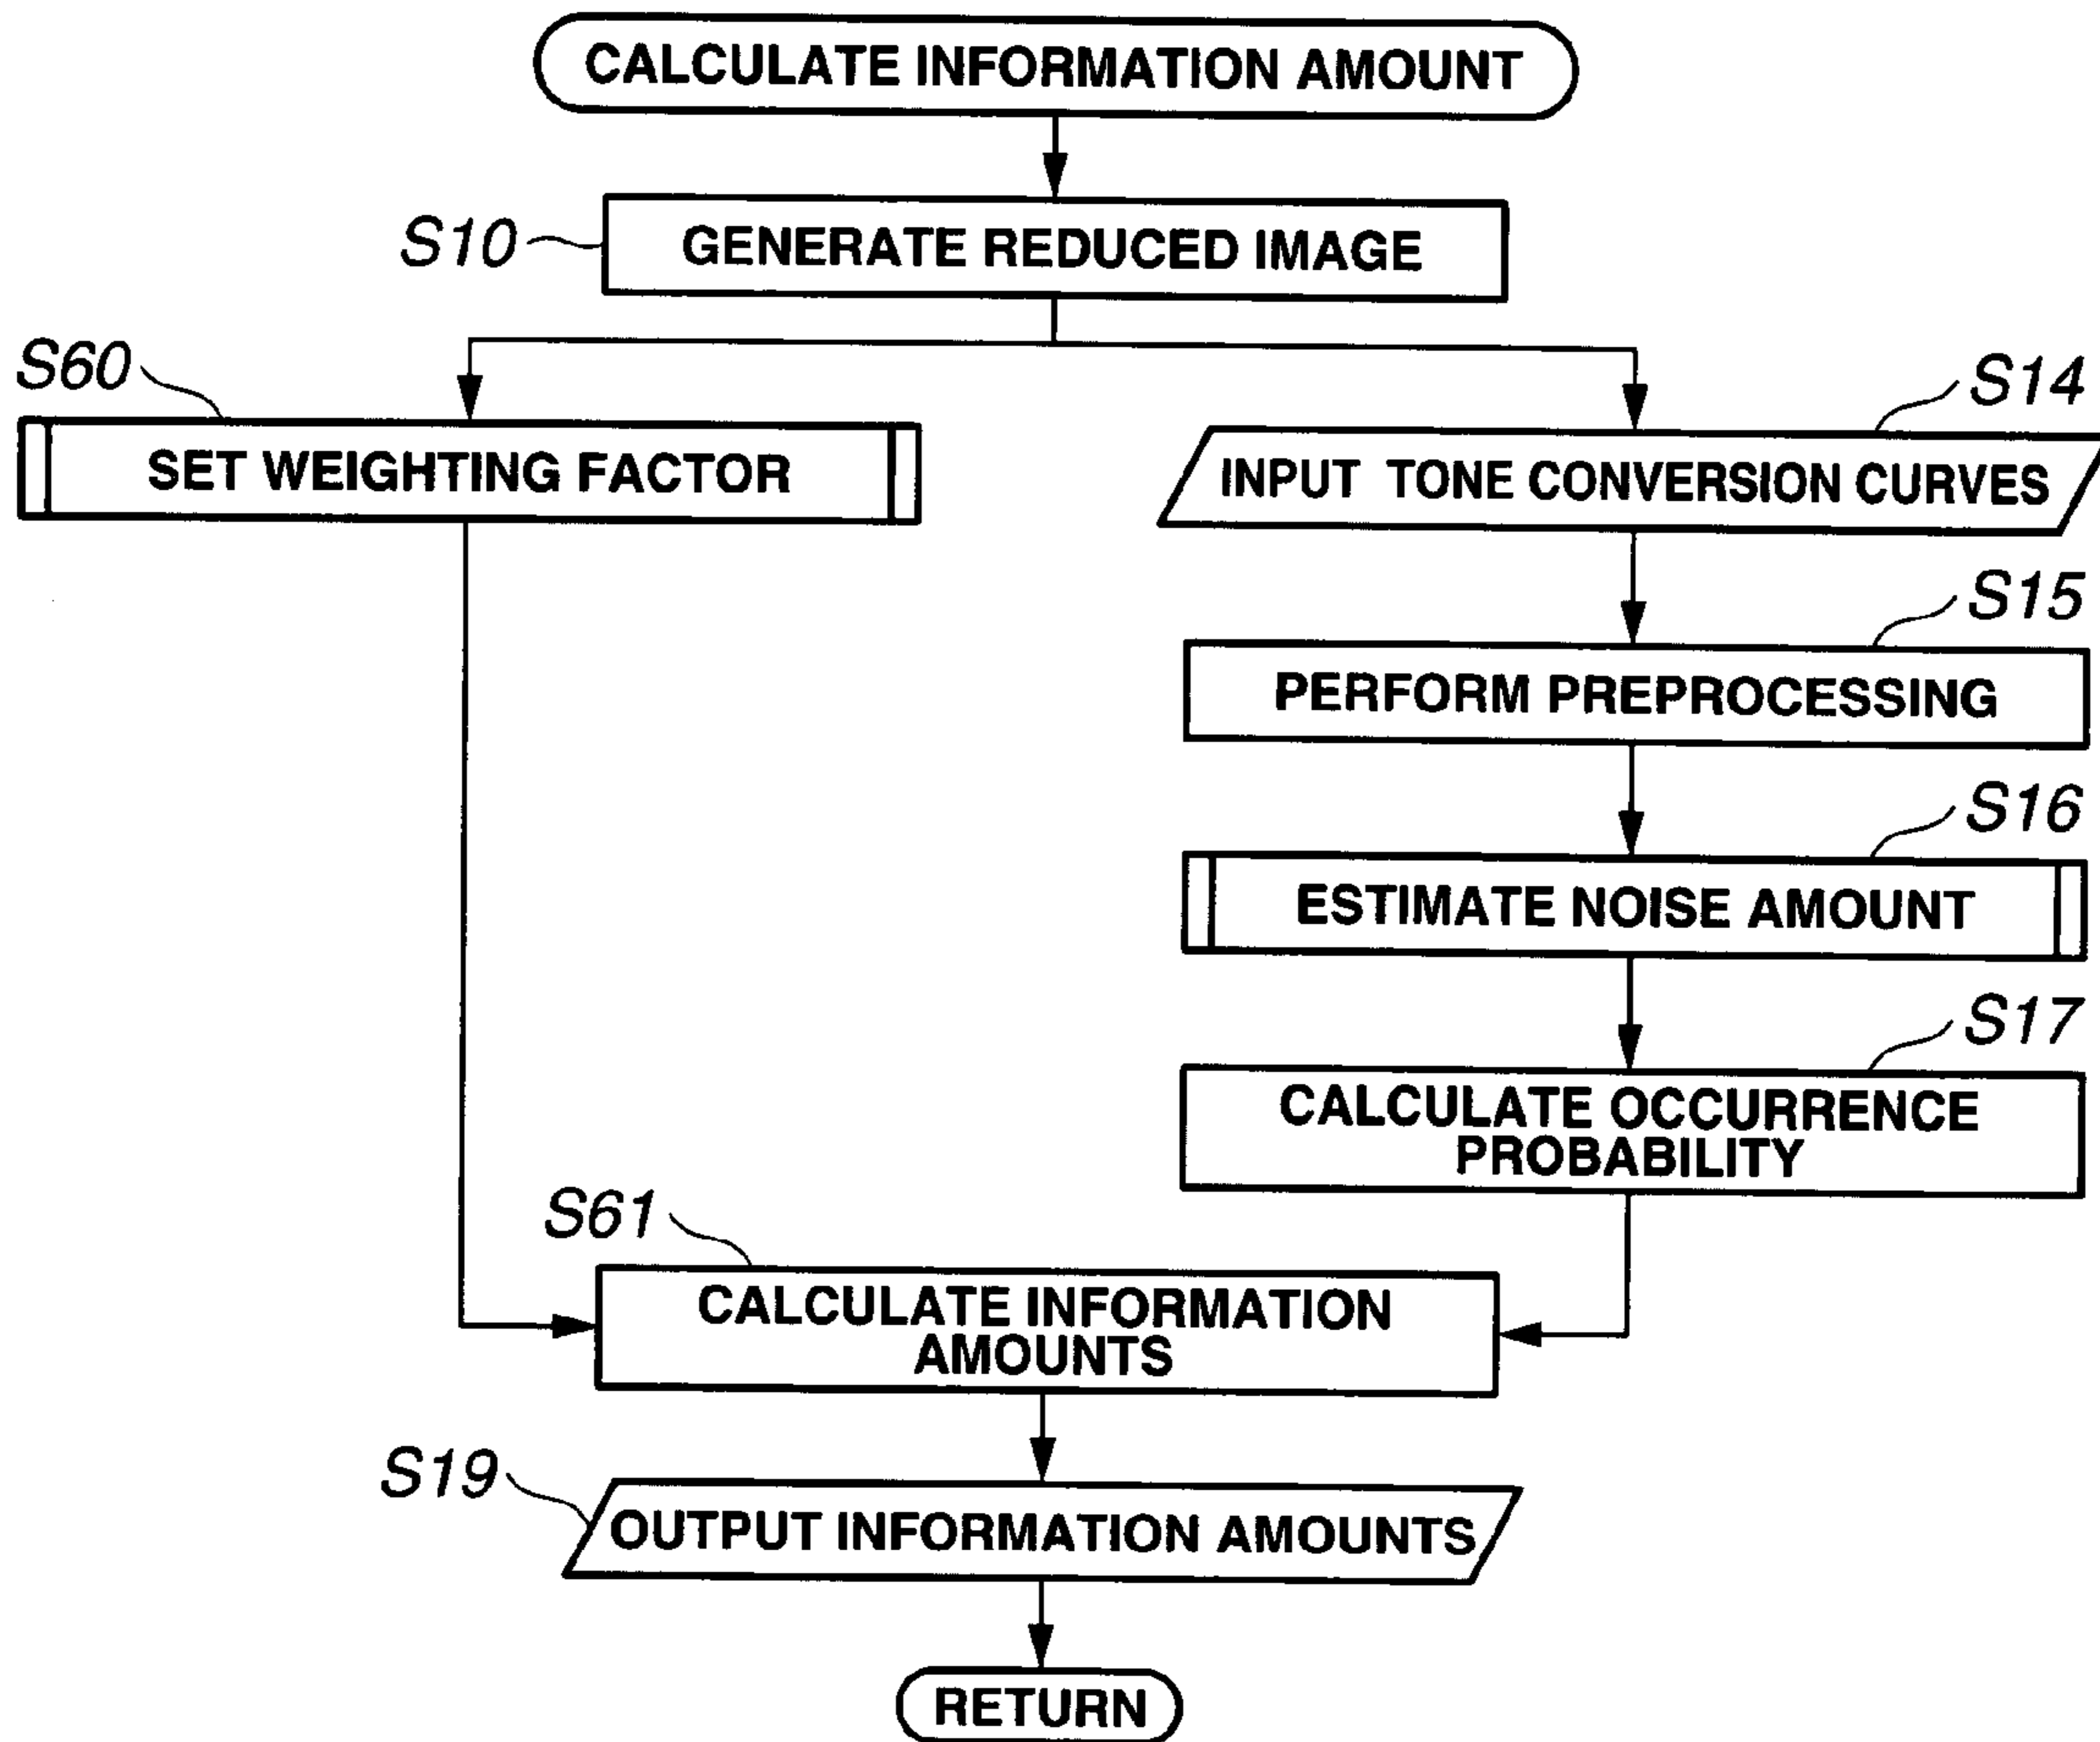 CALCULATE INFORMATION AMOUNT
S10
GENERATE REDUCED IMAGE
S60
SET WEIGHTING FACTOR
S14
INPUT TONE CONVERSION CURVES
S15
PERFORM PREPROCESSING
S16
ESTIMATE NOISE AMOUNT
S17
CALCULATE OCCURRENCE
PROBABILITY
S61
CALCULATE INFORMATION
AMOUNTS
S19
OUTPUT INFORMATION AMOUNTS
RETURN